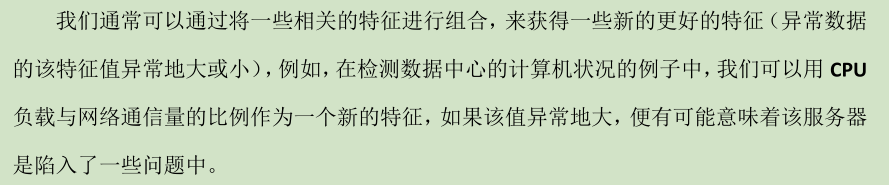 我们通常可以通过将一些相关的特征进行组合，来获得一些新的更好的特征（异常数据
的该特征值异常地大或小），例如，在检测数据中心的计算机状况的例子中，我们可以用 CPU
负载与网络通信量的比例作为一个新的特征，如果该值异常地大，便有可能意味着该服务器
是陷入了一些问题中。